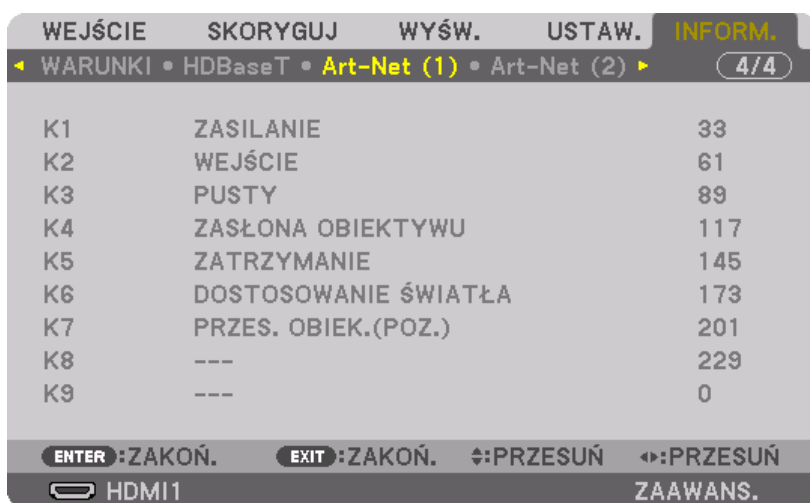 WEJŚCIE SKORYGUJ WYŚW. USTAW. INFORM.
WARUNKI • HDBaseT • Art-Net (1) • Art-Net (2) 4/4
K1 ZASILANIE 33
K2 WEJŚCIE 61
K3 PUSTY 89
K4 ZASŁONA OBIEKTYWU 117
K5 ZATRZYMANIE 145
K6 DOSTOSOWANIE ŚWIATŁA 173
K7 PRZES. OBIEK.(POZ.) 201
K8 --- 229
K9 --- 0
ENTER :ZAKOŃ. EXIT :ZAKOŃ. :PRZESUŃ :PRZESUŃ
HDMI1 ZAAWANS.